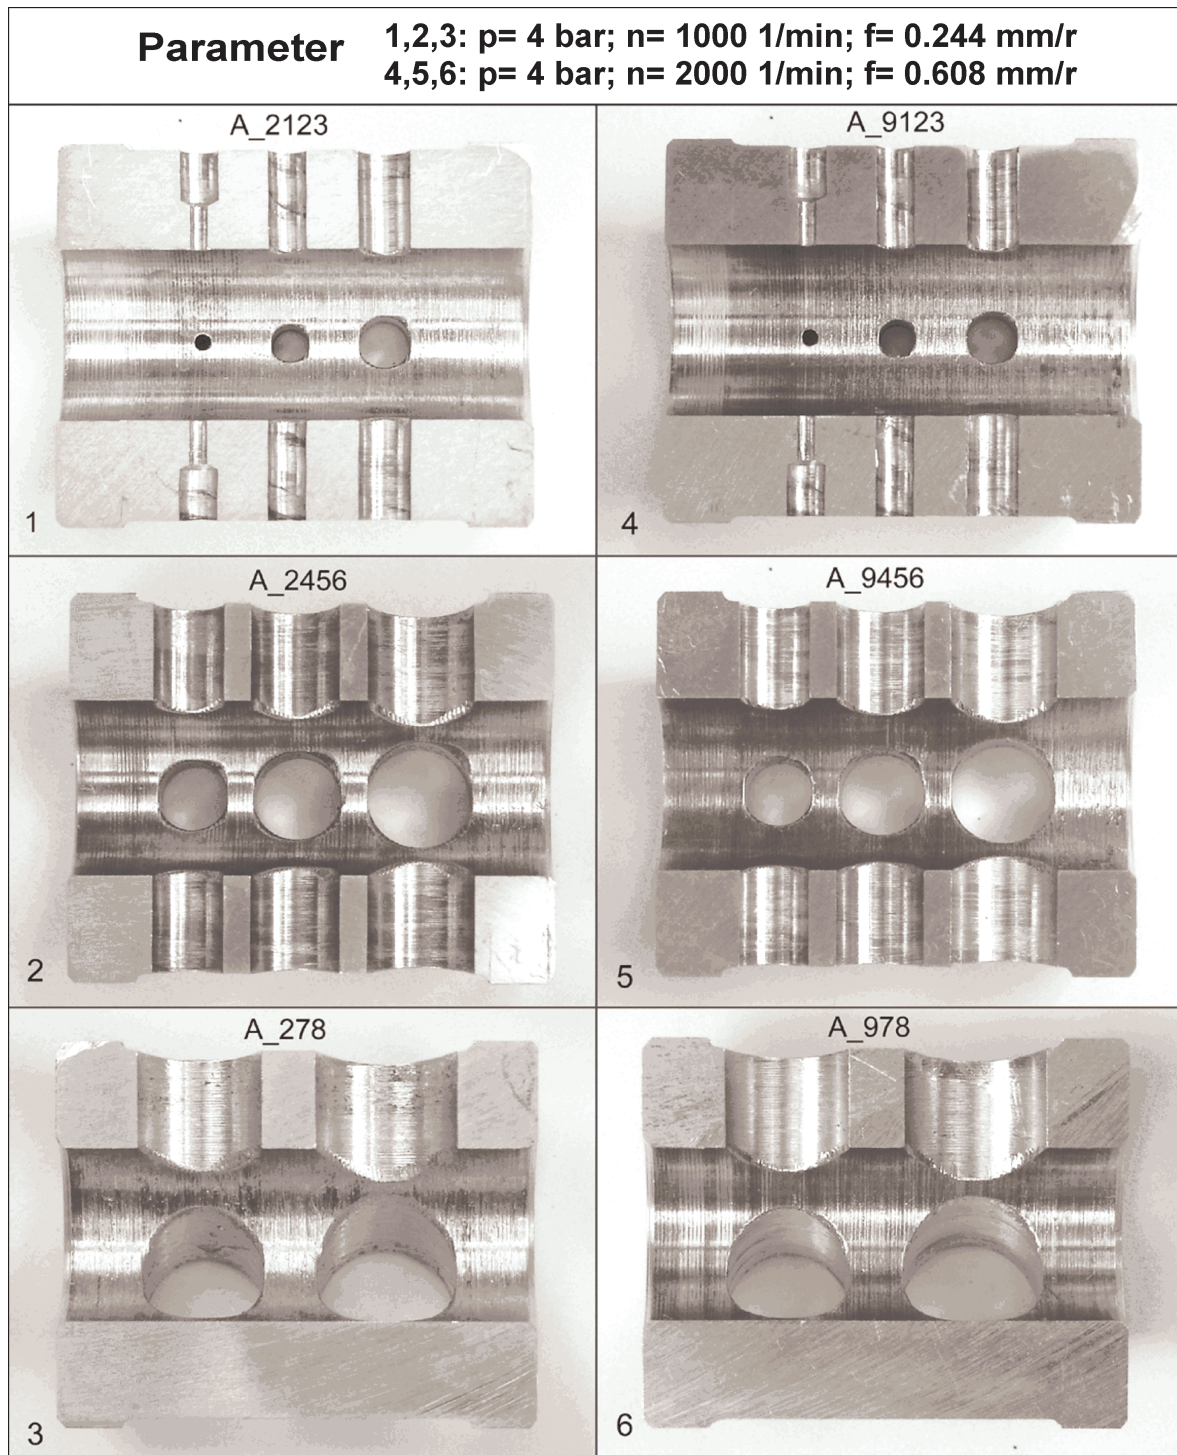 Parameter
1,2,3: p= 4 bar; n= 1000 1/min; f= 0.244 mm/r
4,5,6: p= 4 bar; n= 2000 1/min; f= 0.608 mm/r
A_2123
1
A_9123
4
A_2456
2
A_9456
5
A_278
3
A_978
6